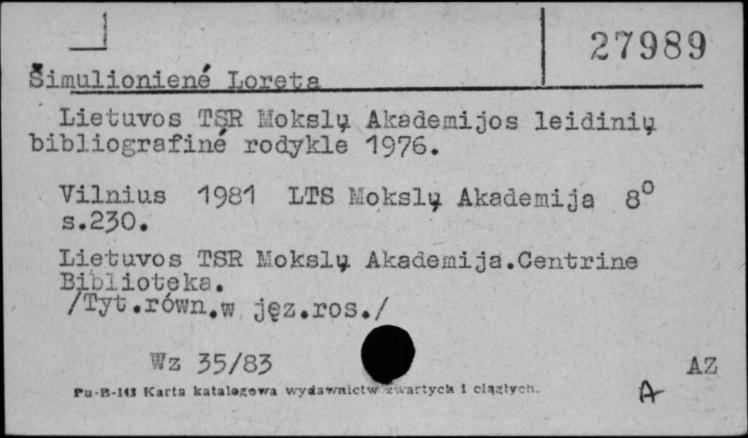 27989
Šimulionienė Loreta
Lietuvos TSR Mokslų Akademijos leidinių
bibliografinė rodykle 1976.
Vilnius 1981 LTS Mokslų Akademija 8°
s.230.
Lietuvos TSR Mokslų Akademija.Centrine
Biblioteka.
/Tyt.równ.w jęz.ros./
Wz 35/83
AZ
Pu-B-143 Karta katalogowa wydawnictw zwartych i ciągłych.
A